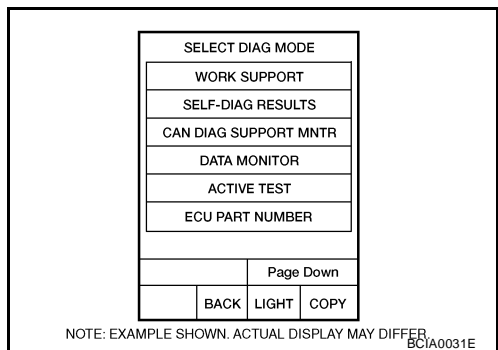 SELECT DIAG MODE
WORK SUPPORT
SELF-DIAG RESULTS
CAN DIAG SUPPORT MNTR
DATA MONITOR
ACTIVE TEST
ECU PART NUMBER
Page Down
BACK LIGHT COPY
NOTE: EXAMPLE SHOWN. ACTUAL DISPLAY MAY DIFFER.
BCIA0031E